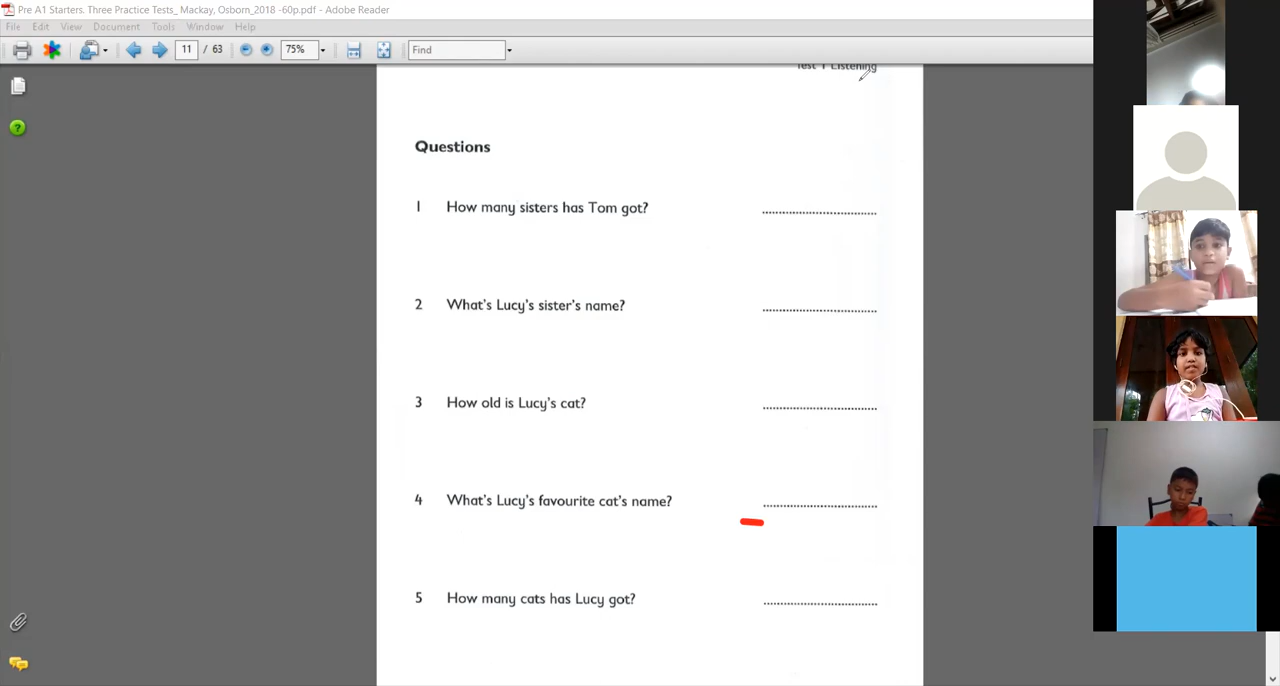 Pre A1 Starters. Three Practice Tests_ Mackay, Osborn_2018 -60p.pdf - Adobe Reader
File Edit View Document Tools Window Help
11 / 63 75% Find
Test 1 Listening
Questions
1 How many sisters has Tom got? ........................................
2 What's Lucy's sister's name? ........................................
3 How old is Lucy's cat? ........................................
4 What's Lucy's favourite cat's name? ........................................
5 How many cats has Lucy got? ........................................